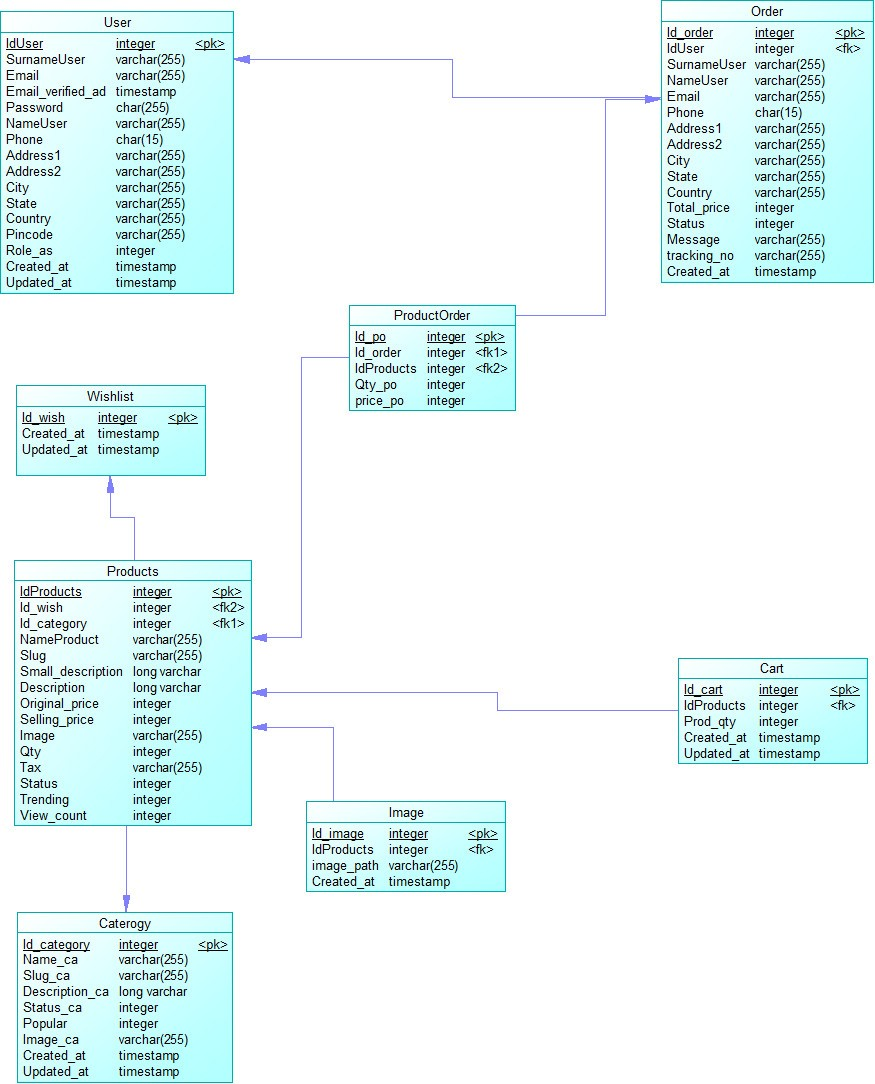 User
IdUser integer <pk>
SurnameUser varchar(255)
Email varchar(255)
Email_verified_ad timestamp
Password char(255)
NameUser varchar(255)
Phone char(15)
Address1 varchar(255)
Address2 varchar(255)
City varchar(255)
State varchar(255)
Country varchar(255)
Pincode varchar(255)
Role_as integer
Created_at timestamp
Updated_at timestamp
Order
Id_order integer <pk>
IdUser integer <fk>
SurnameUser varchar(255)
NameUser varchar(255)
Email varchar(255)
Phone char(15)
Address1 varchar(255)
Address2 varchar(255)
City varchar(255)
State varchar(255)
Country varchar(255)
Total_price integer
Status integer
Message varchar(255)
tracking_no varchar(255)
Created_at timestamp
ProductOrder
Id_po integer <pk>
Id_order integer <fk1>
IdProducts integer <fk2>
Qty_po integer
price_po integer
Wishlist
Id_wish integer <pk>
Created_at timestamp
Updated_at timestamp
Products
IdProducts integer <pk>
Id_wish integer <fk2>
Id_category integer <fk1>
NameProduct varchar(255)
Slug varchar(255)
Small_description long varchar
Description long varchar
Original_price integer
Selling_price integer
Image varchar(255)
Qty integer
Tax varchar(255)
Status integer
Trending integer
View_count integer
Cart
Id_cart integer <pk>
IdProducts integer <fk>
Prod_qty integer
Created_at timestamp
Updated_at timestamp
Image
Id_image integer <pk>
IdProducts integer <fk>
image_path varchar(255)
Created_at timestamp
Caterogy
Id_category integer <pk>
Name_ca varchar(255)
Slug_ca varchar(255)
Description_ca long varchar
Status_ca integer
Popular integer
Image_ca varchar(255)
Created_at timestamp
Updated_at timestamp